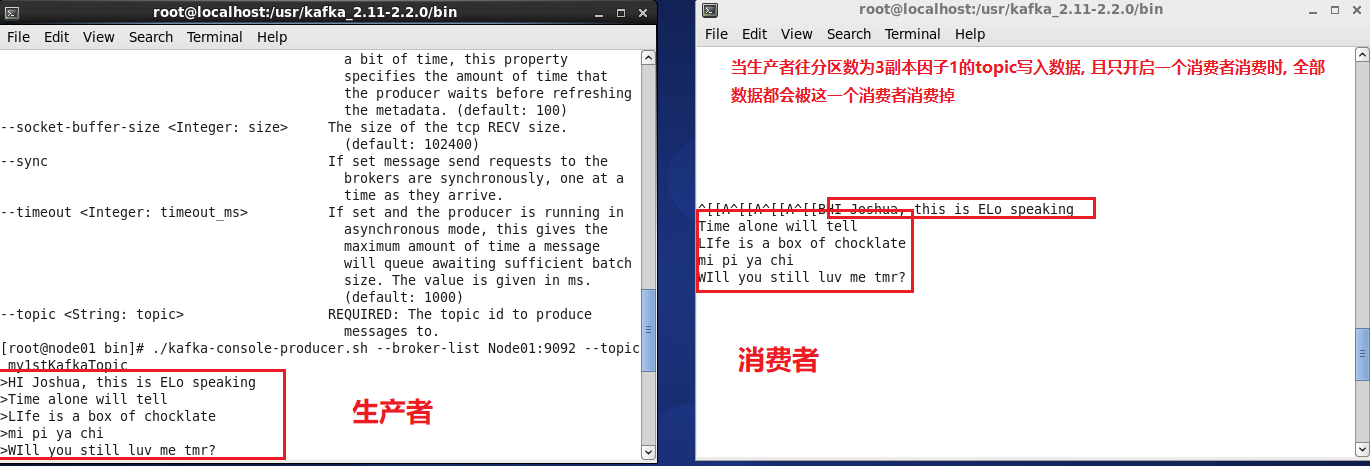 root@localhost:/usr/kafka_2.11-2.2.0/bin
File Edit View Search Terminal Help
a bit of time, this property
specifies the amount of time that
the producer waits before refreshing
the metadata. (default: 100)
--socket-buffer-size <Integer: size> The size of the tcp RECV size.
(default: 102400)
--sync If set message send requests to the
brokers are synchronously, one at a
time as they arrive.
--timeout <Integer: timeout_ms> If set and the producer is running in
asynchronous mode, this gives the
maximum amount of time a message
will queue awaiting sufficient batch
size. The value is given in ms.
(default: 1000)
--topic <String: topic> REQUIRED: The topic id to produce
messages to.
[root@node01 bin]# ./kafka-console-producer.sh --broker-list Node01:9092 --topic
my1stKafkaTopic
>HI Joshua, this is ELo speaking
>Time alone will tell
>LIfe is a box of chocklate
>mi pi ya chi
>WIll you still luv me tmr?
生产者
root@localhost:/usr/kafka_2.11-2.2.0/bin
File Edit View Search Terminal Help
当生产者往分区数为3副本因子1的topic写入数据, 且只开启一个消费者消费时, 全部
数据都会被这一个消费者消费掉
^[[A^[[A^[[A^[[BHI Joshua, this is ELo speaking
Time alone will tell
LIfe is a box of chocklate
mi pi ya chi
WIll you still luv me tmr?
消费者